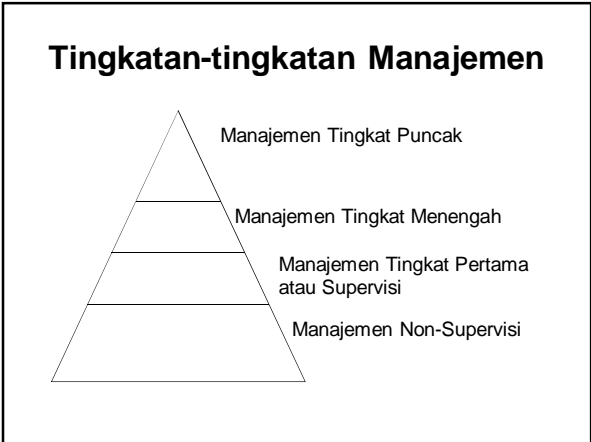 Tingkatan-tingkatan Manajemen
Manajemen Tingkat Puncak
Manajemen Tingkat Menengah
Manajemen Tingkat Pertama
atau Supervisi
Manajemen Non-Supervisi